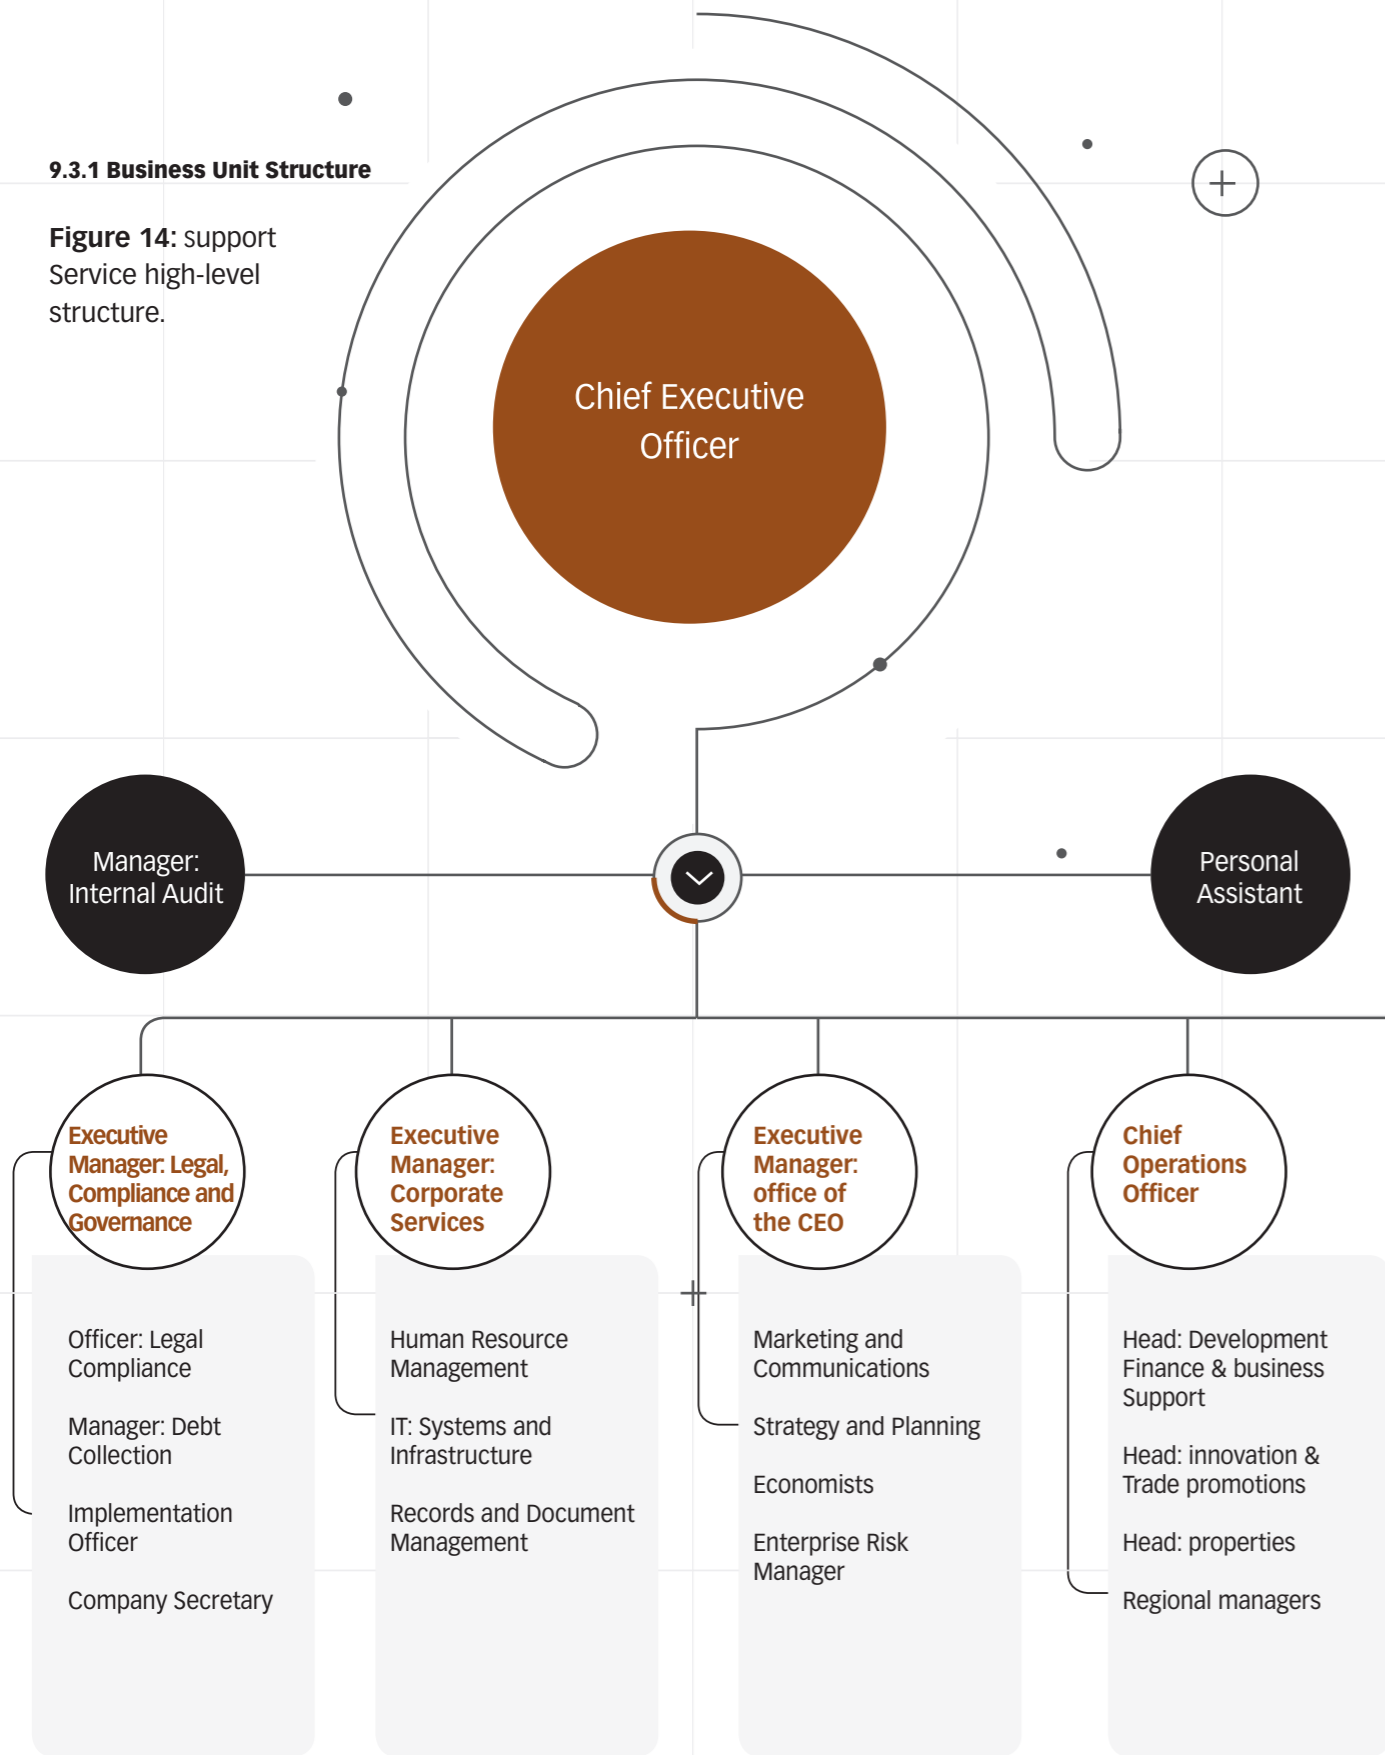 9.3.1 Business Unit Structure
Figure 14: support
Service high-level
structure.
Chief Executive
Officer
Manager:
Internal Audit
Personal
Assistant
Executive
Manager: Legal,
Compliance and
Governance
Officer: Legal
Compliance
Manager: Debt
Collection
Implementation
Officer
Company Secretary
Executive
Manager:
Corporate
Services
Human Resource
Management
IT: Systems and
Infrastructure
Records and Document
Management
Executive
Manager:
office of
the CEO
Marketing and
Communications
Strategy and Planning
Economists
Enterprise Risk
Manager
Chief
Operations
Officer
Head: Development
Finance & business
Support
Head: innovation &
Trade promotions
Head: properties
Regional managers